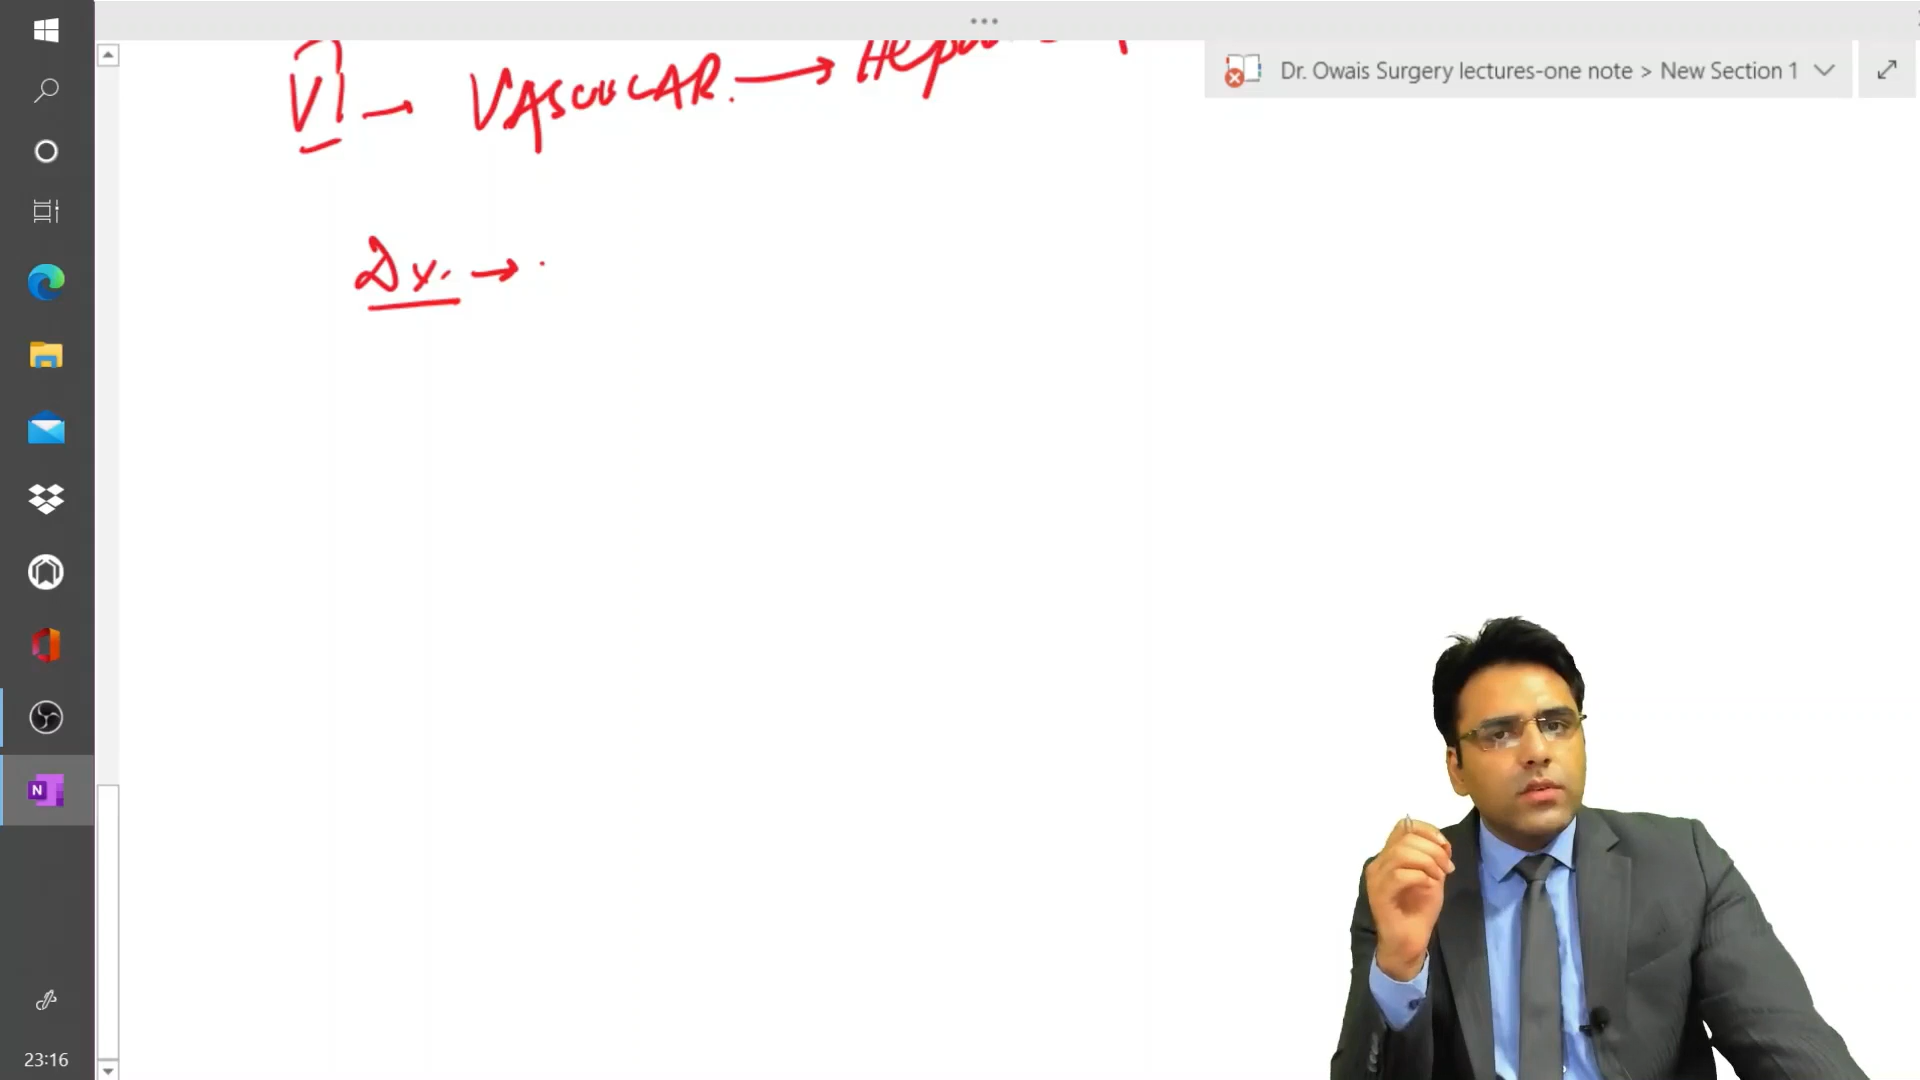 Dr. Owais Surgery lectures-one note > New Section 1
VI → VASCULAR. →
Dx. →
N
23:16